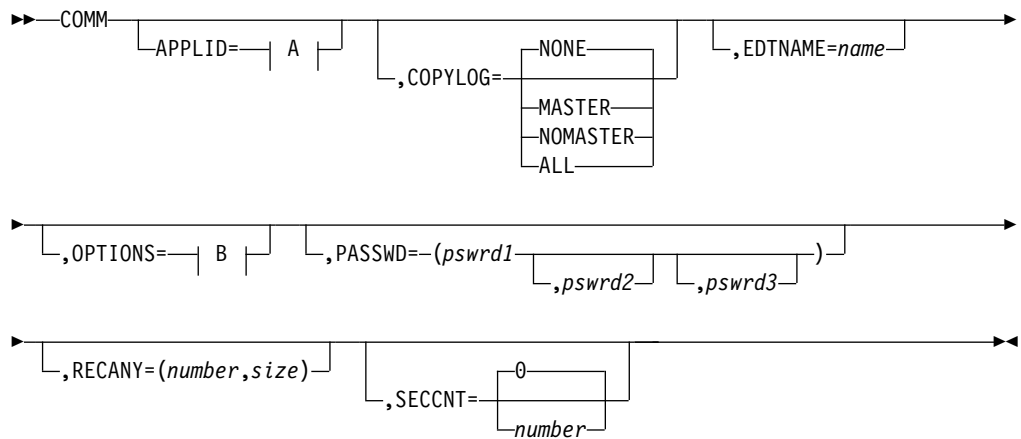 COMM
APPLID= A
,COPYLOG=
NONE
MASTER
NOMASTER
ALL
,EDTNAME=name
,OPTIONS= B
,PASSWD=(pswrd1
,pswrd2
,pswrd3
)
,RECANY=(number,size)
,SECCNT=
0
number